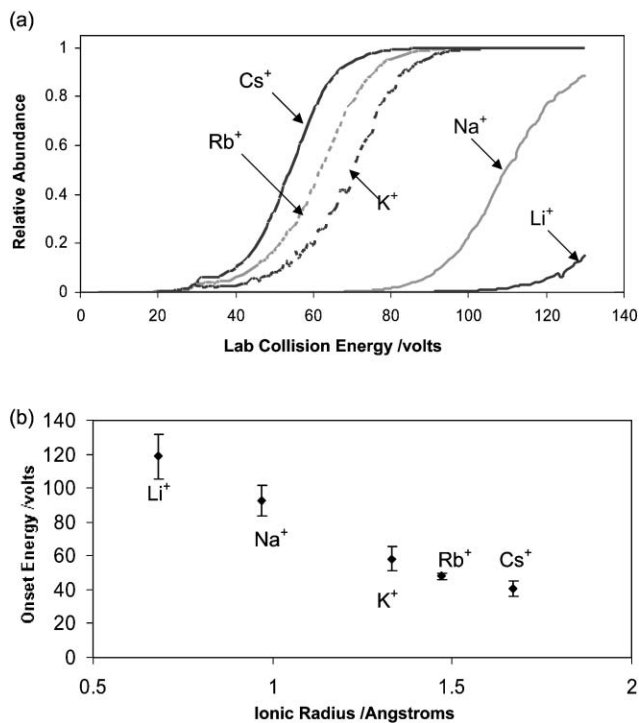 (a)
Relative Abundance
1
0.8
0.6
0.4
0.2
0
Cs+
Rb+
K+
Na+
Li+
0 20 40 60 80 100 120 140
Lab Collision Energy /volts
(b)
Onset Energy /volts
140
120
100
80
60
40
20
0
Li+
Na+
K+
Rb+
Cs+
0.5 1 1.5 2
Ionic Radius /Angstroms